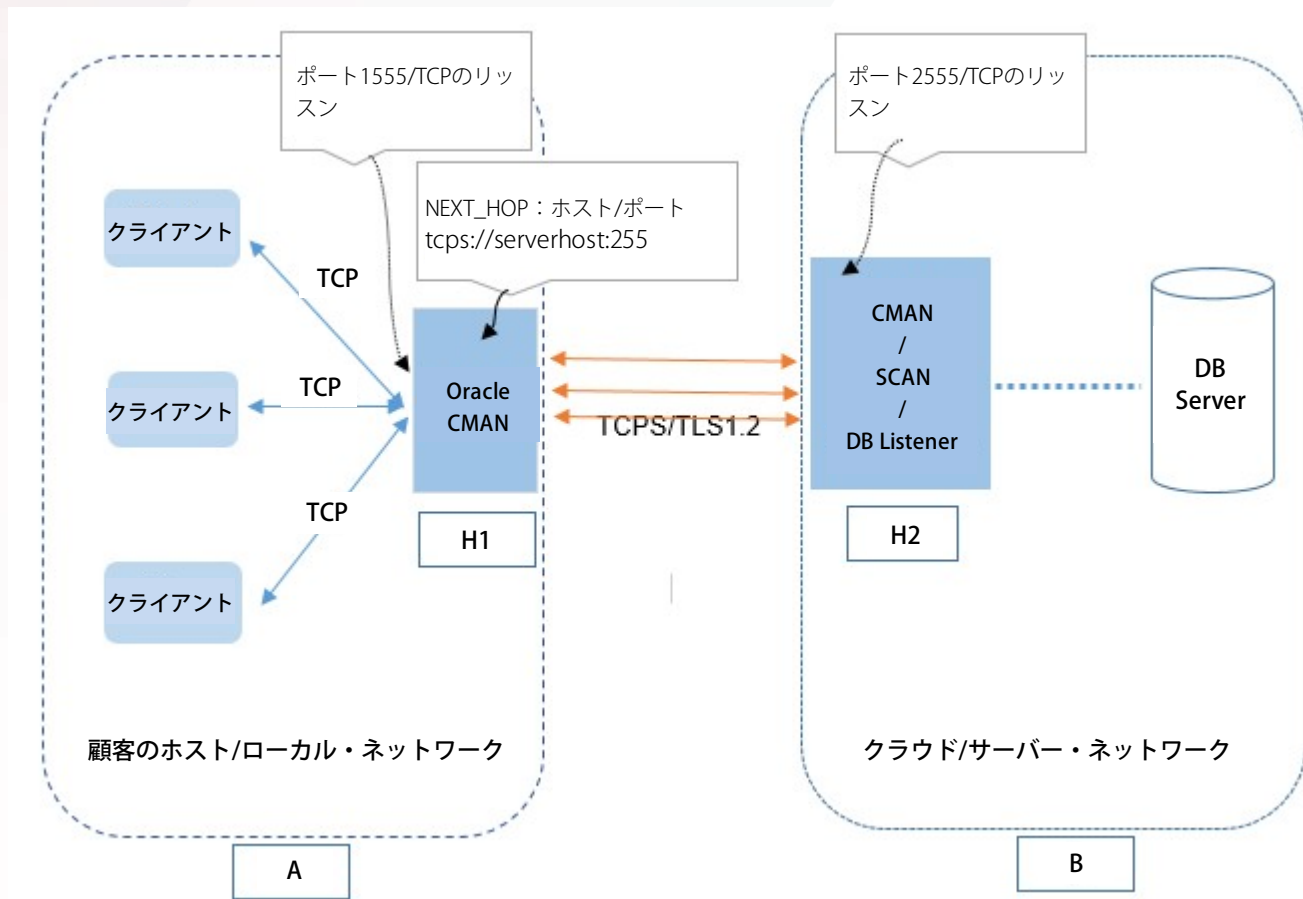 ポート1555/TCPのリッ
スン
ポート2555/TCPのリッ
スン
NEXT_HOP：ホスト/ポート
tcps://serverhost:255
クライアント
TCP
クライアント
TCP
クライアント
TCP
Oracle
CMAN
H1
TCPS/TLS1.2
CMAN
/
SCAN
/
DB Listener
H2
DB
Server
顧客のホスト/ローカル・ネットワーク
クラウド/サーバー・ネットワーク
A
B